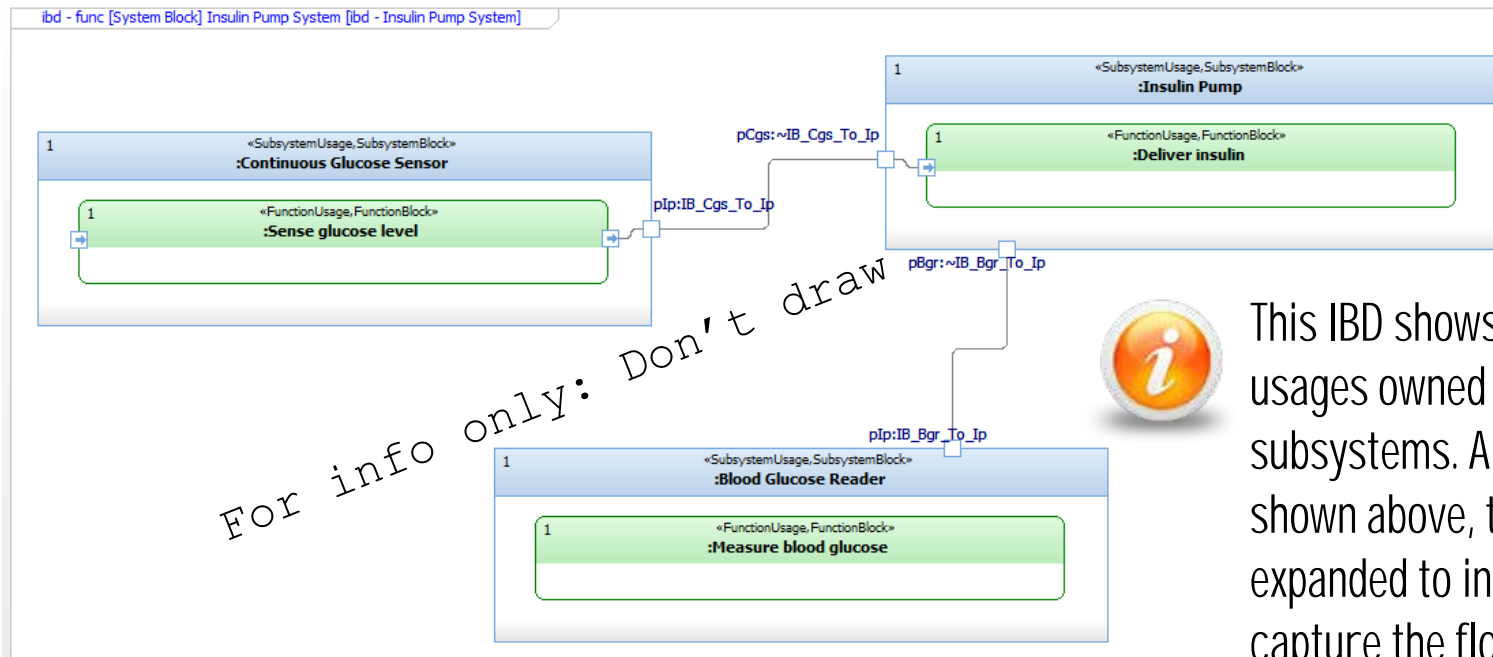 ibd - func [System Block] Insulin Pump System [ibd - Insulin Pump System]
1
«SubsystemUsage,SubsystemBlock»
:Insulin Pump
pCgs:~IB_Cgs_To_Ip
1
«FunctionUsage,FunctionBlock»
:Deliver insulin
1
«SubsystemUsage,SubsystemBlock»
:Continuous Glucose Sensor
pIp:IB_Cgs_To_Ip
1
«FunctionUsage,FunctionBlock»
:Sense glucose level
pBgr:~IB_Bgr_To_Ip
For info only: Don't draw
i
This IBD shows
usages owned
subsystems. A
shown above, t
expanded to in
capture the flo
pIp:IB_Bgr_To_Ip
1
«SubsystemUsage,SubsystemBlock»
:Blood Glucose Reader
1
«FunctionUsage,FunctionBlock»
:Measure blood glucose